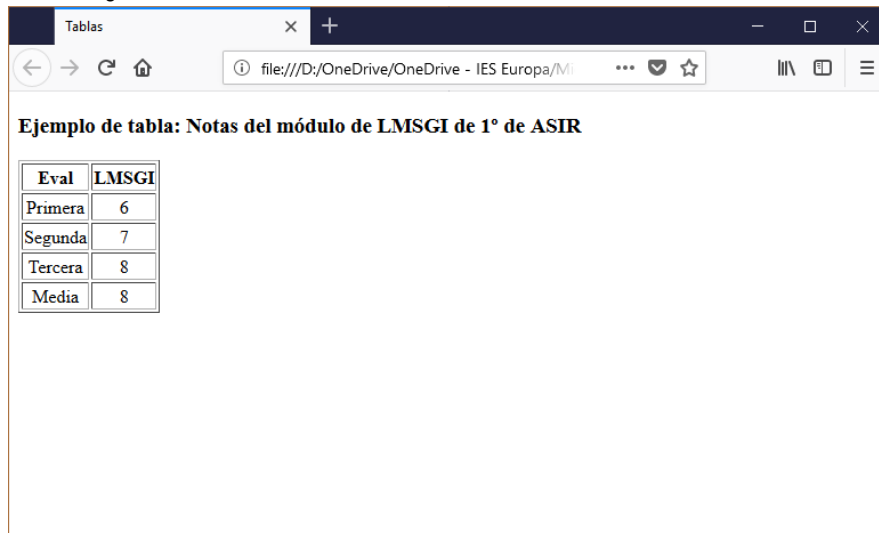 Tablas
file:///D:/OneDrive/OneDrive - IES Europa/Mi
Ejemplo de tabla: Notas del módulo de LMSGI de 1º de ASIR
Eval LMSGI
Primera 6
Segunda 7
Tercera 8
Media 8